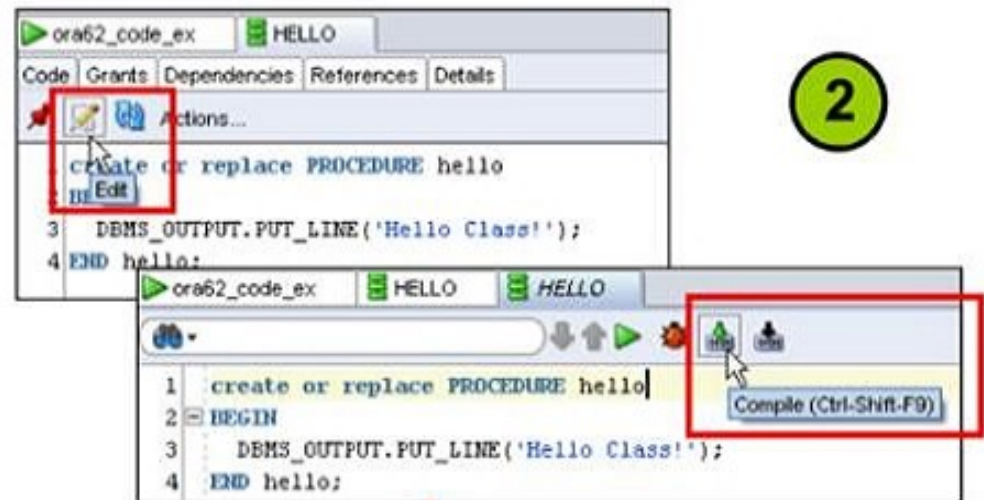 ora62_code_ex HELLO
Code Grants Dependencies References Details
Actions...
1 create or replace PROCEDURE hello
Edit
3 DBMS_OUTPUT.PUT_LINE('Hello Class!');
4 END hello;
2
ora62_code_ex HELLO HELLO
1 create or replace PROCEDURE hello
2 BEGIN
3 DBMS_OUTPUT.PUT_LINE('Hello Class!');
4 END hello;
Compile (Ctrl-Shift-F9)